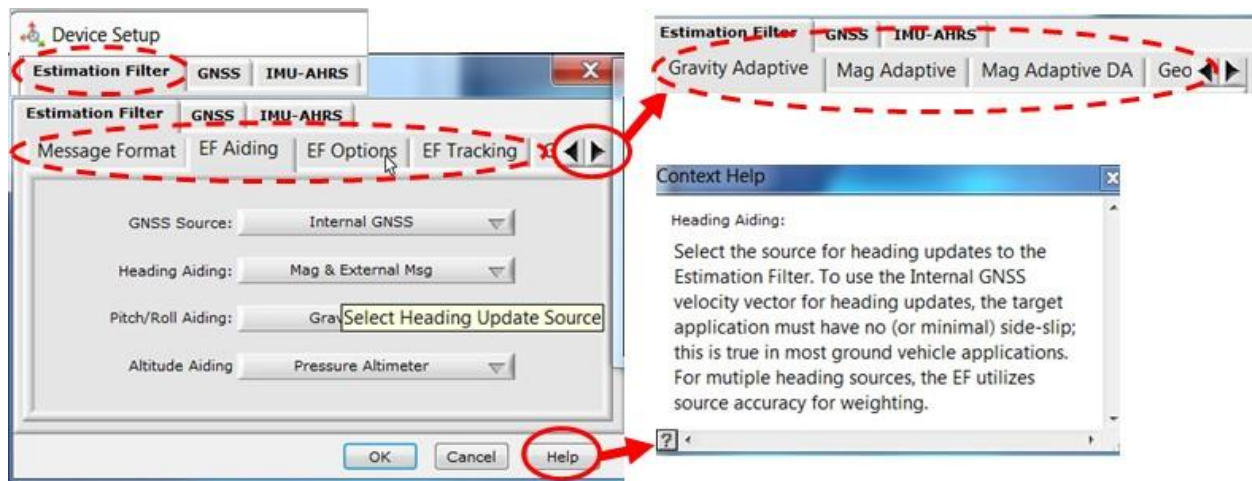 Device Setup
Estimation Filter GNSS IMU-AHRS
Estimation Filter GNSS IMU-AHRS
Message Format EF Aiding EF Options EF Tracking
GNSS Source: Internal GNSS
Heading Aiding: Mag & External Msg
Pitch/Roll Aiding: Grav
Select Heading Update Source
Altitude Aiding Pressure Altimeter
OK Cancel Help
Estimation Filter GNSS IMU-AHRS
Gravity Adaptive Mag Adaptive Mag Adaptive DA Geo
Context Help
Heading Aiding:
Select the source for heading updates to the
Estimation Filter. To use the Internal GNSS
velocity vector for heading updates, the target
application must have no (or minimal) side-slip;
this is true in most ground vehicle applications.
For mutiple heading sources, the EF utilizes
source accuracy for weighting.
?